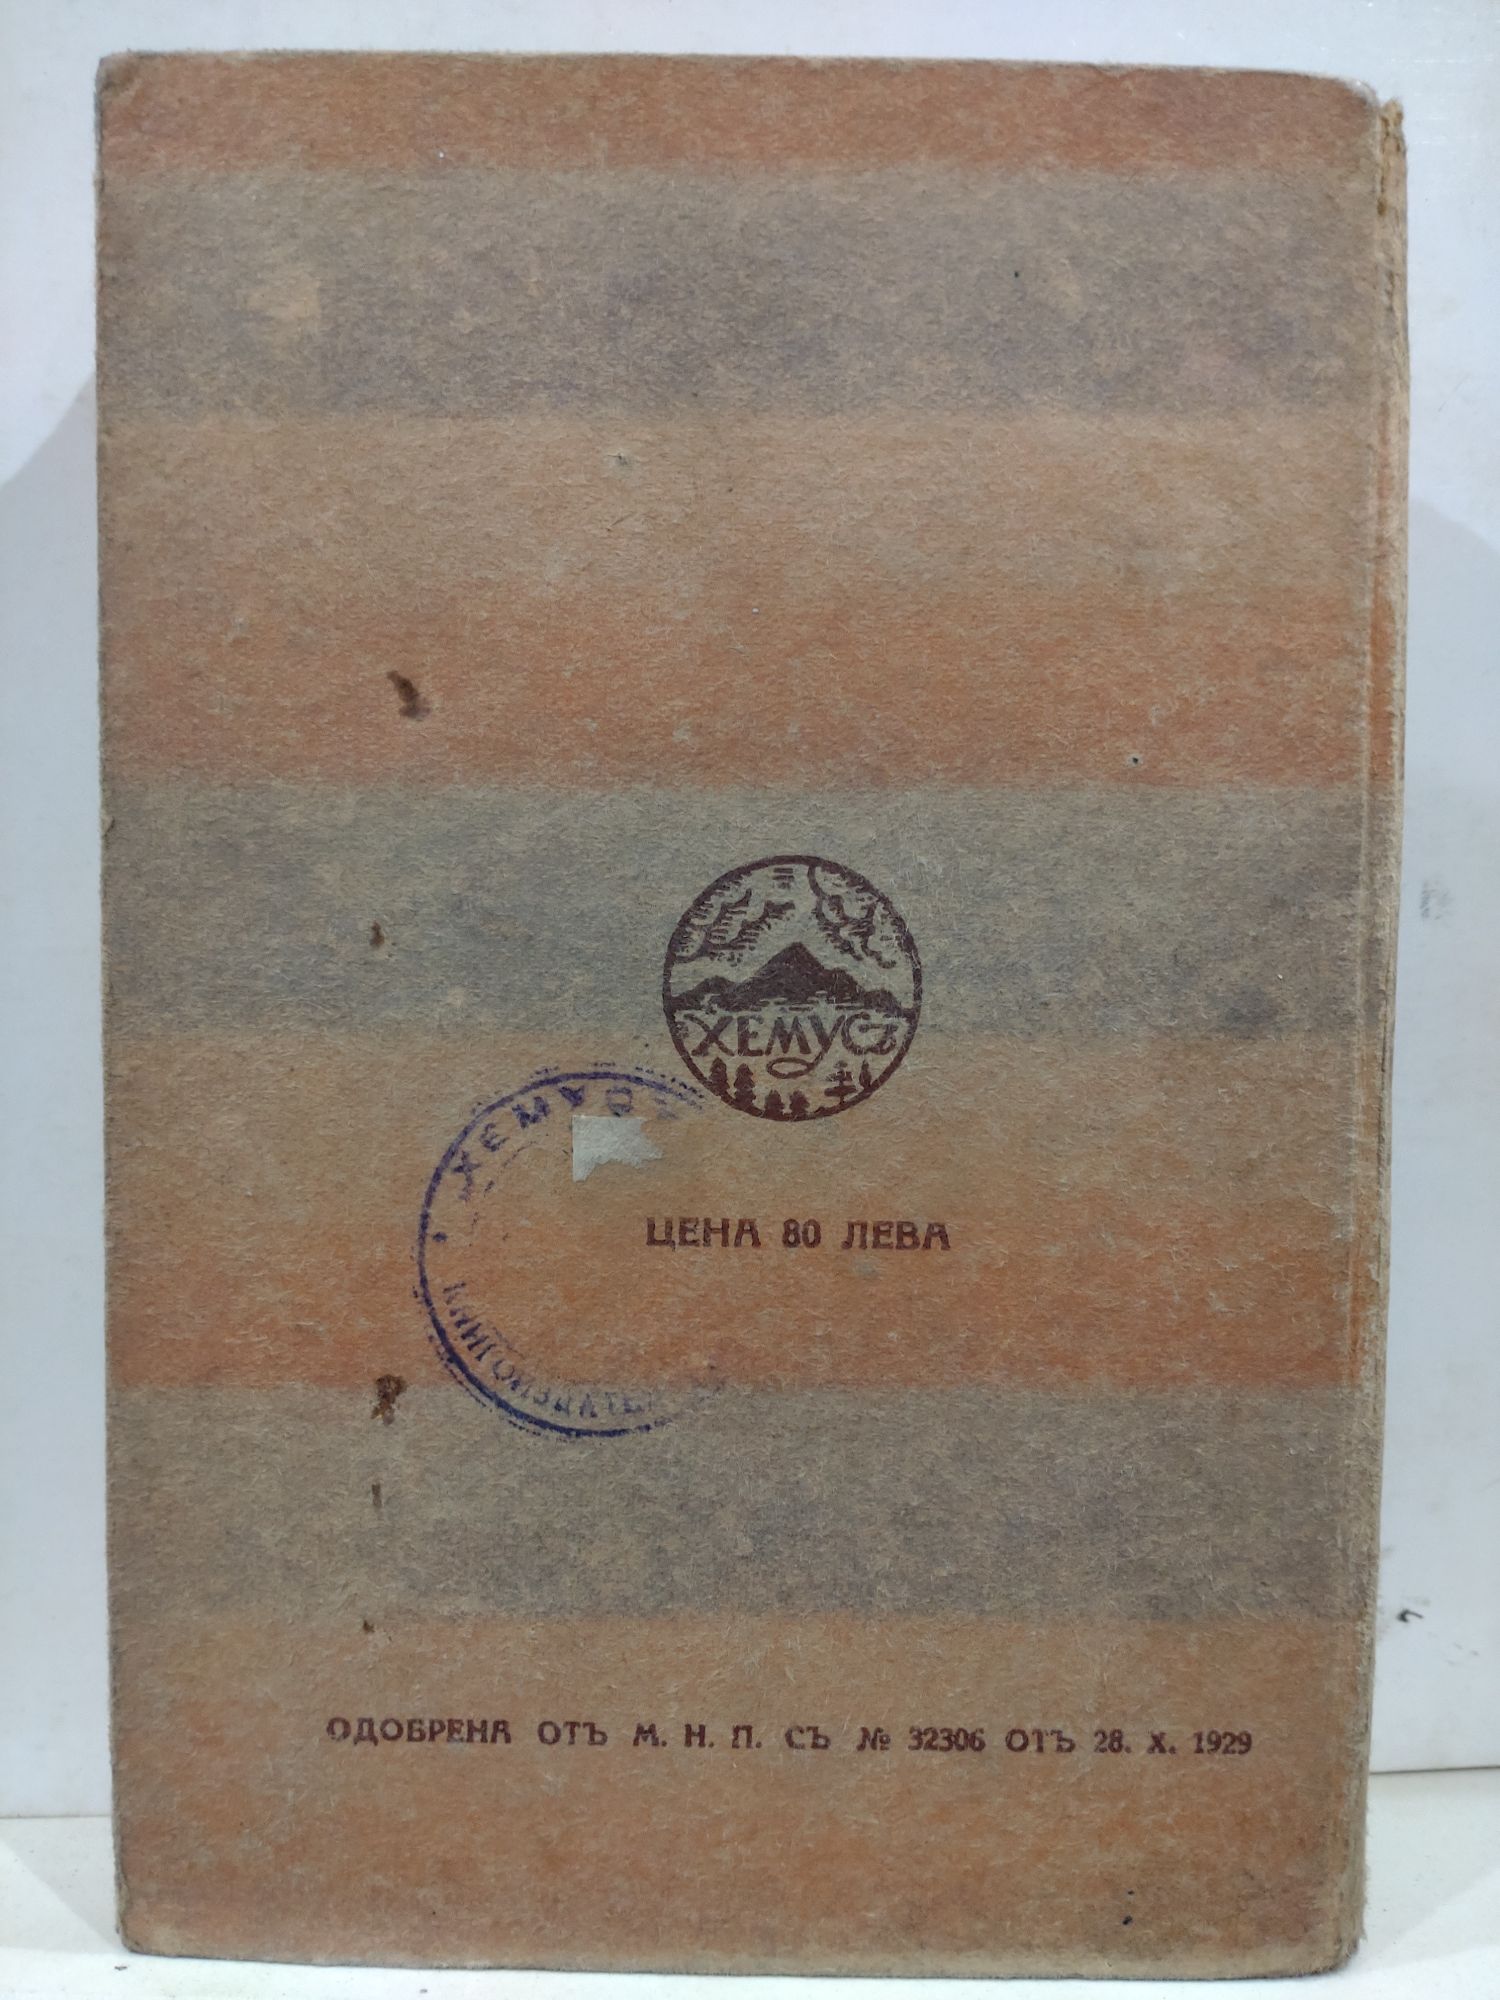 ХЕМУСЪ
ЦЕНА 80 ЛЕВА
ОДОБРЕНА ОТЪ М. Н. П. СЪ № 32306 ОТЪ 28. X. 1929